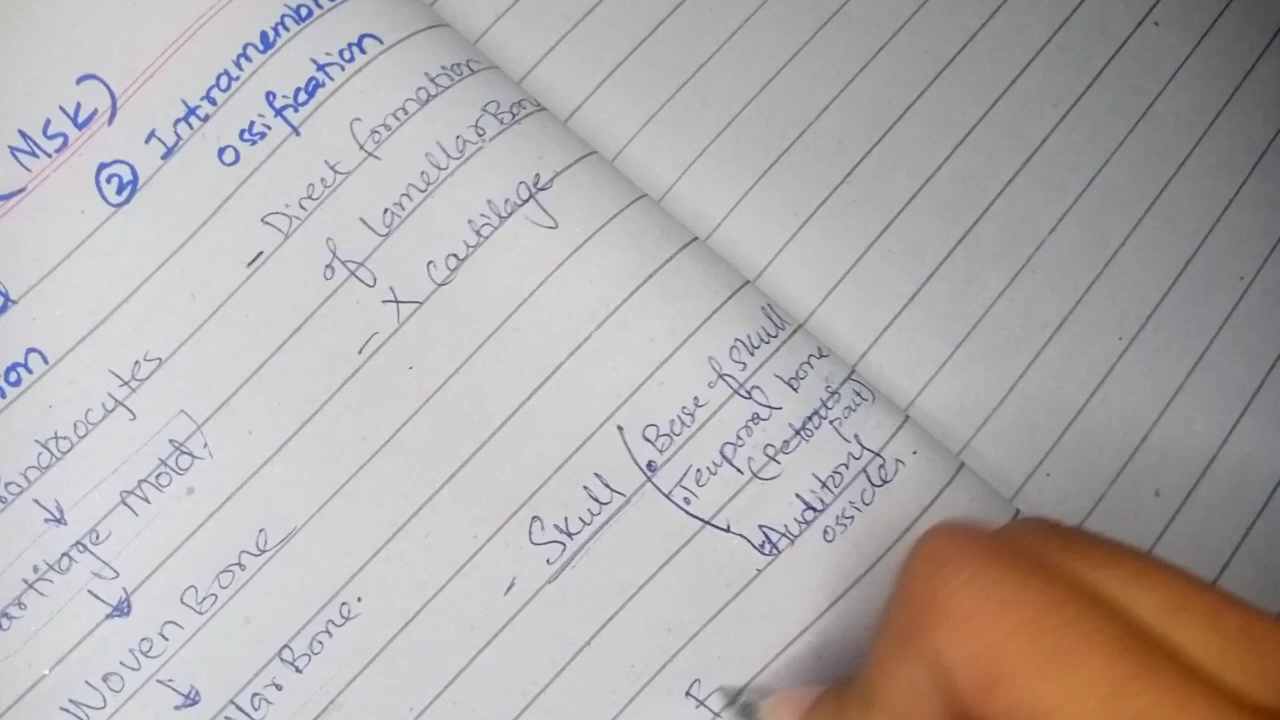 Msk)
② Intramembr
ossification
- Direct formation
of lamellar Bone
- X Cartilage.
ondrocytes
artilage Mold.
Woven Bone
llar Bone.
- Skull
• Base of Skull
• Temporal bone
(Petrous part)
• Auditory
ossicles.